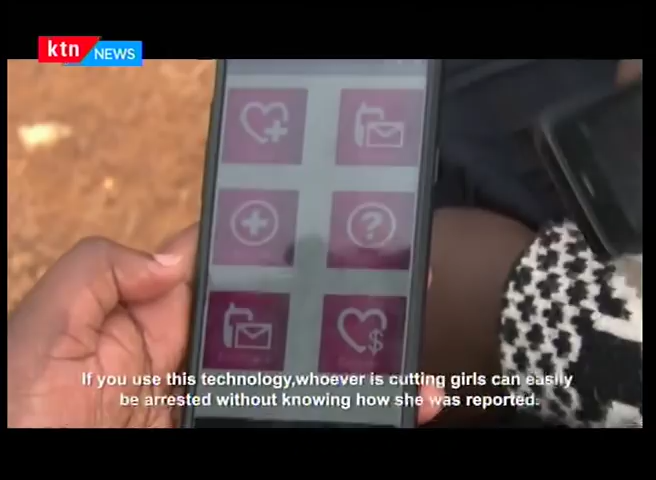 ktn NEWS
If you use this technology,whoever is cutting girls can easily
be arrested without knowing how she was reported.